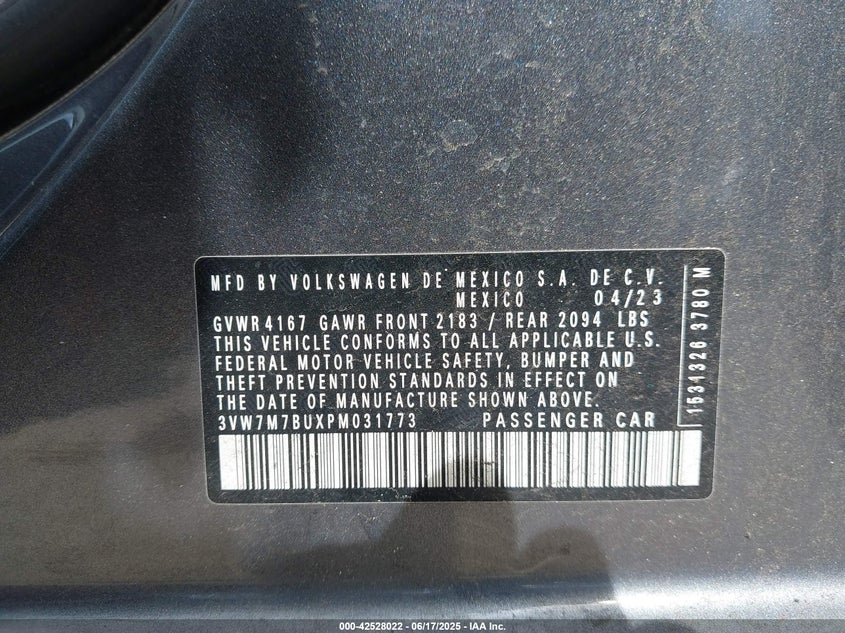 MFD BY VOLKSWAGEN DE MEXICO S.A. DE C.V.
MEXICO 04/23
GVWR 4167 GAWR FRONT 2183 / REAR 2094 LBS
THIS VEHICLE CONFORMS TO ALL APPLICABLE U.S.
FEDERAL MOTOR VEHICLE SAFETY, BUMPER AND
THEFT PREVENTION STANDARDS IN EFFECT ON
THE DATE OF MANUFACTURE SHOWN ABOVE.
3VW7M7BUXPM031773 PASSENGER CAR
1534326 3780 M
000-42528022 - 06/17/2025 - IAA Inc.